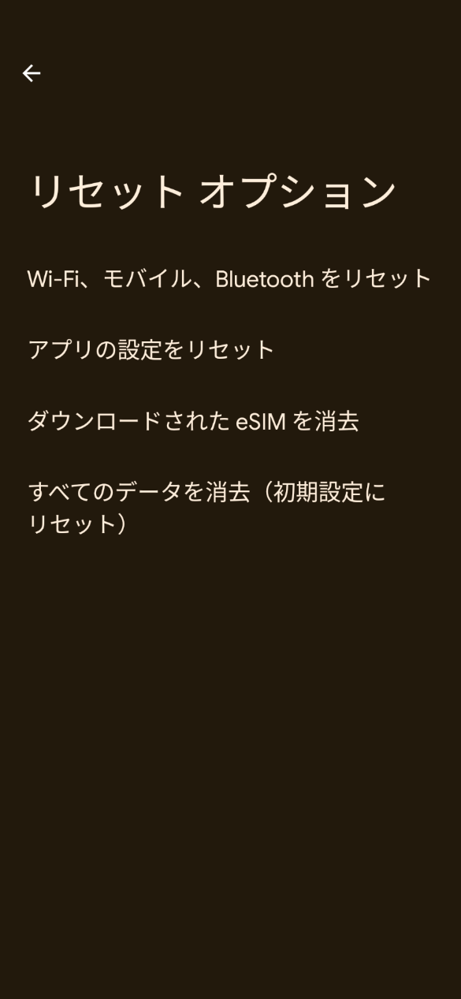 リセット オプション
Wi-Fi、モバイル、Bluetooth をリセット
アプリの設定をリセット
ダウンロードされた eSIM を消去
すべてのデータを消去（初期設定に
リセット）